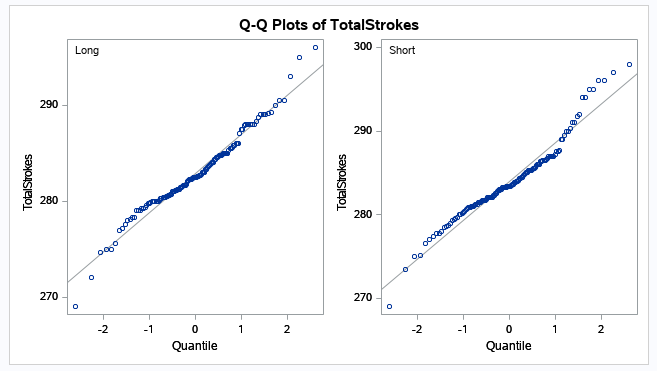 Q-Q Plots of TotalStrokes
Long
TotalStrokes
290
280
270
-2 -1 0 1 2
Quantile
Short
TotalStrokes
300
290
280
270
-2 -1 0 1 2
Quantile